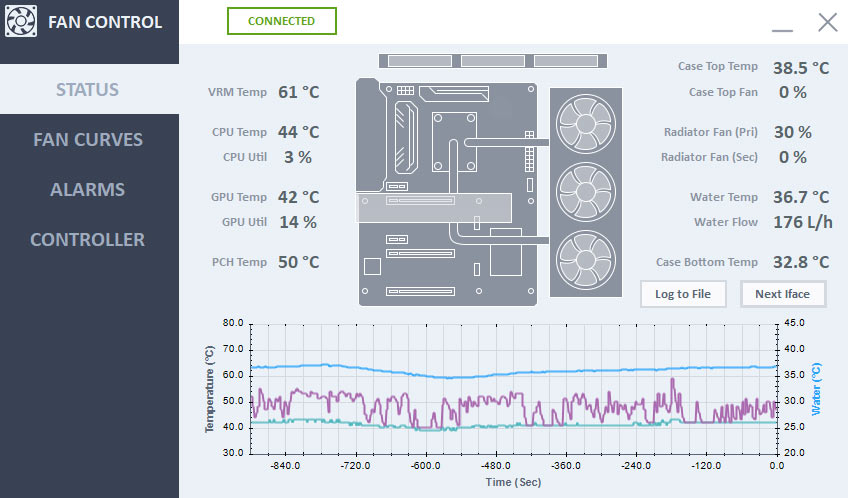 FAN CONTROL
CONNECTED
STATUS
FAN CURVES
ALARMS
CONTROLLER
VRM Temp 61 °C
CPU Temp 44 °C
CPU Util 3 %
GPU Temp 42 °C
GPU Util 14 %
PCH Temp 50 °C
Case Top Temp 38.5 °C
Case Top Fan 0 %
Radiator Fan (Pri) 30 %
Radiator Fan (Sec) 0 %
Water Temp 36.7 °C
Water Flow 176 L/h
Case Bottom Temp 32.8 °C
Log to File Next Iface
Temperature (°C)
80.0
70.0
60.0
50.0
40.0
30.0
45.0
40.0
35.0
30.0
25.0
20.0
Water (°C)
-840.0 -720.0 -600.0 -480.0 -360.0 -240.0 -120.0 0.0
Time (Sec)